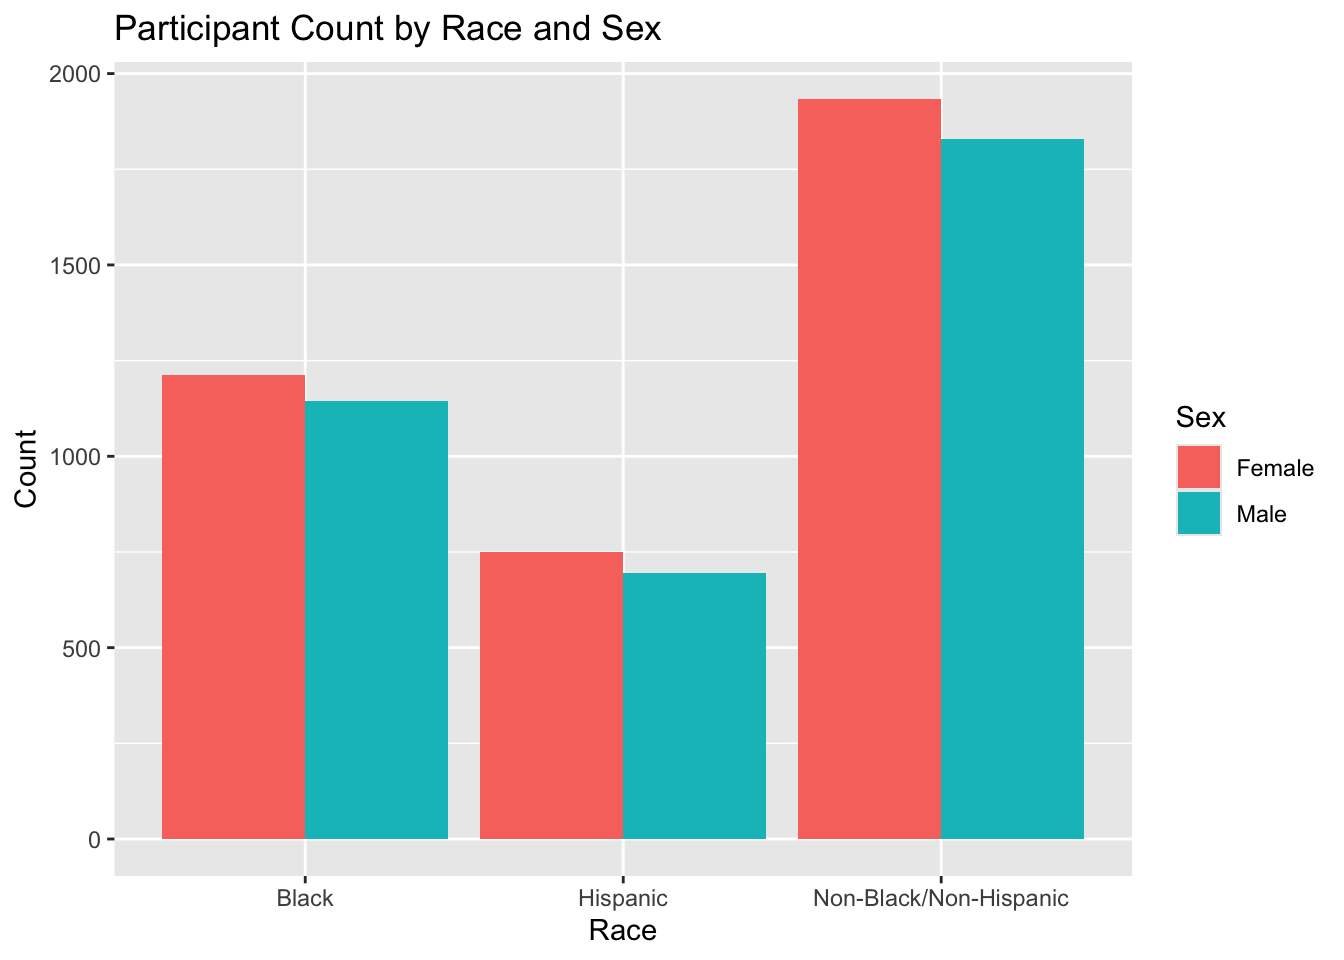 Participant Count by Race and Sex
2000
1500
1000
500
0
Count
Black
Hispanic
Non-Black/Non-Hispanic
Race
Sex
Female
Male